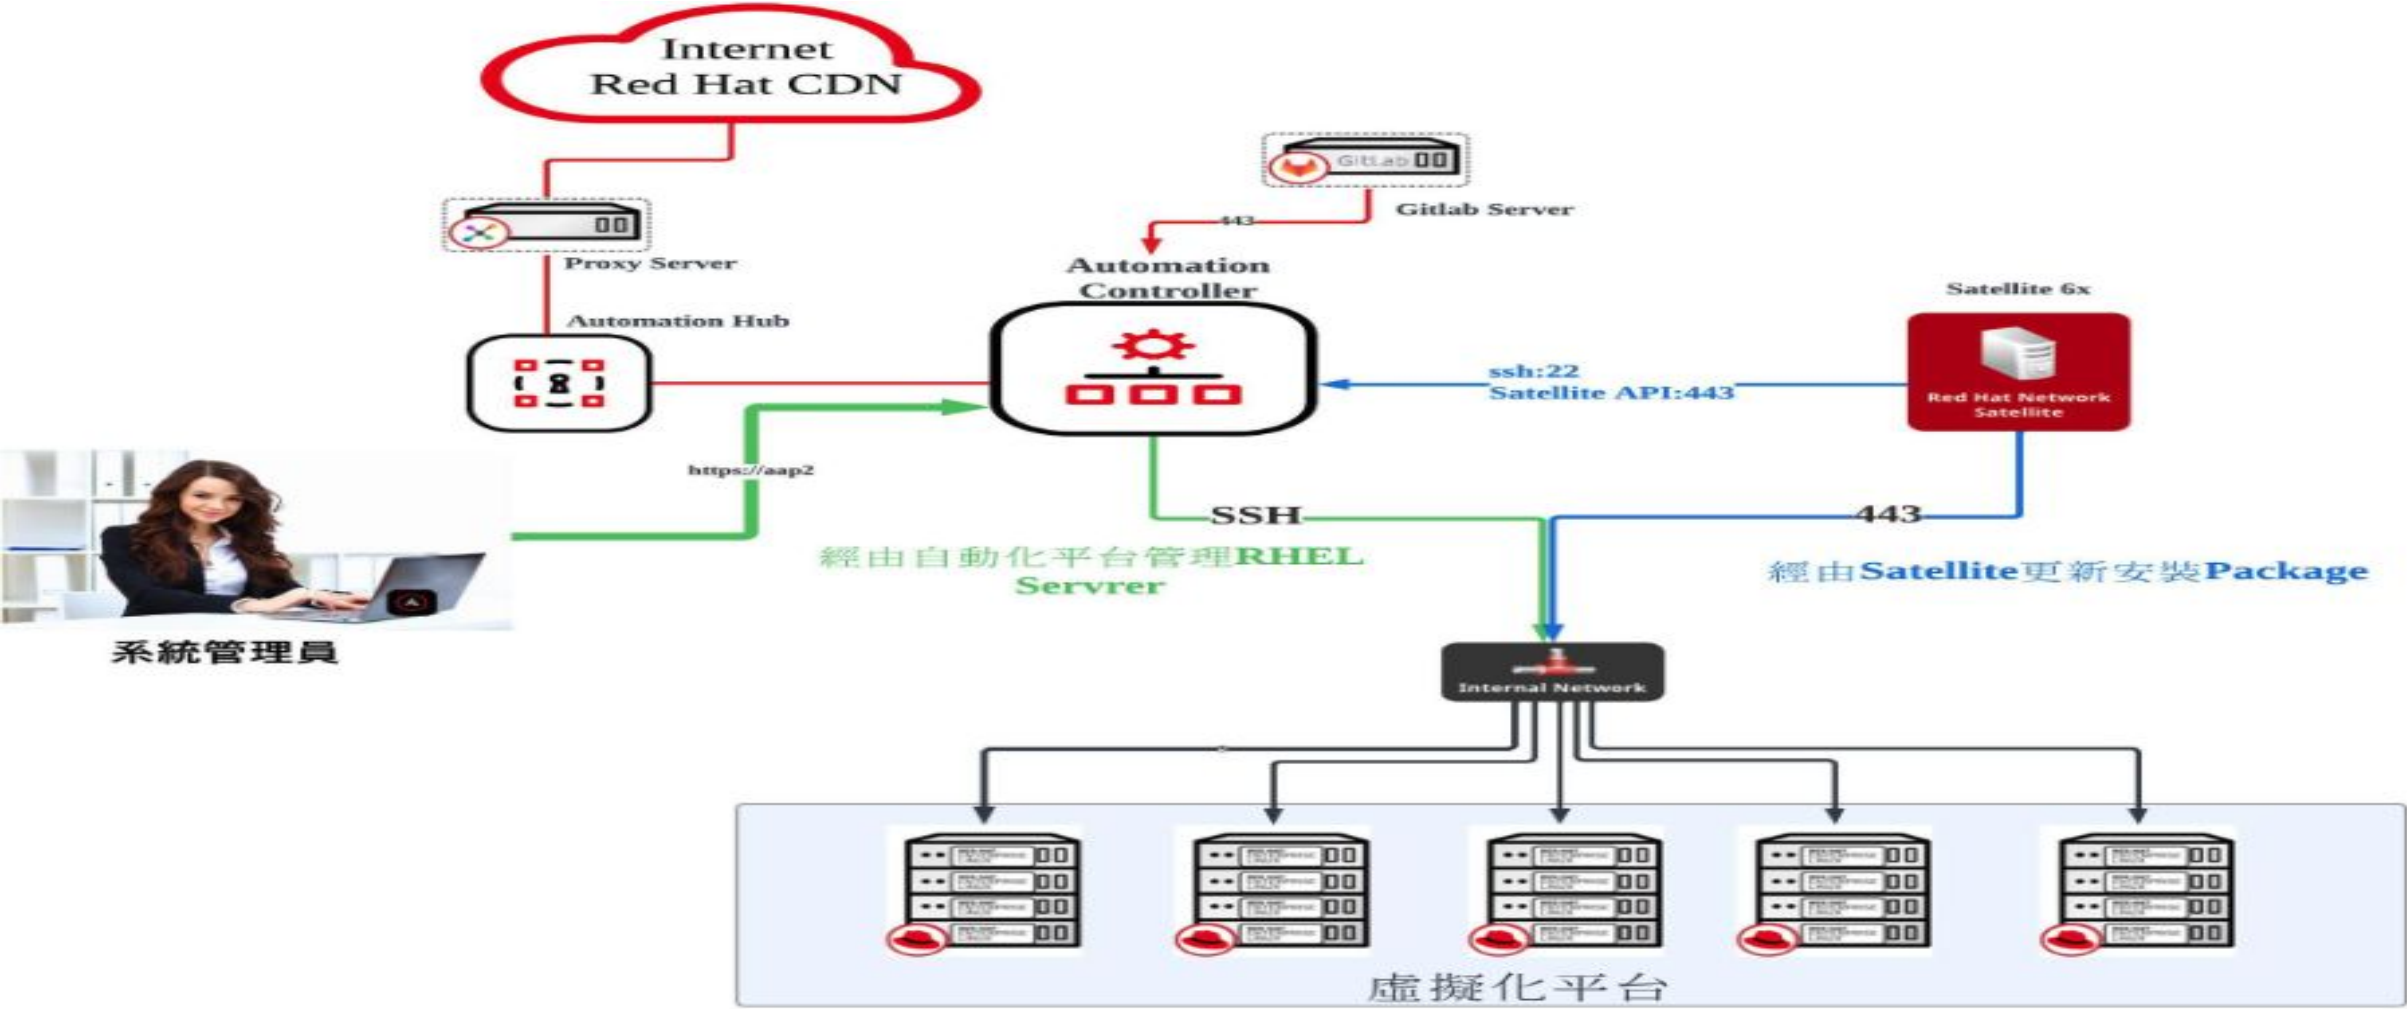 Internet
Red Hat CDN
GitLab
Gitlab Server
443
Proxy Server
Automation
Controller
Automation Hub
Satellite 6x
ssh:22
Satellite API:443
Red Hat Network
Satellite
https://aap2
SSH
443
經由自動化平台管理RHEL
Servrer
經由Satellite更新安裝Package
系統管理員
Internal Network
虛擬化平台